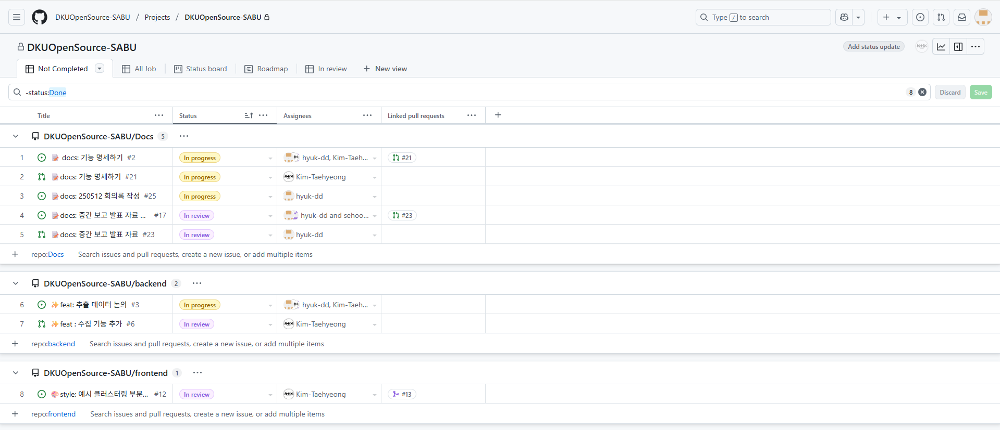 DKUOpenSource-SABU / Projects / DKUOpenSource-SABU
Type / to search
DKUOpenSource-SABU
Add status update
Not Completed
All Job
Status board
Roadmap
In review
New view
-status:Done
8
Discard
Save
Title
Status
Assignees
Linked pull requests
DKUOpenSource-SABU/Docs 5
1 docs: 기능 명세하기 #2 In progress hyuk-dd, Kim-Taeh... #21
2 docs: 기능 명세하기 #21 In progress Kim-Taehyeong
3 docs: 250512 회의록 작성 #25 In progress hyuk-dd
4 docs: 중간 보고 발표 자료 ... #17 In review hyuk-dd and sehoo... #23
5 docs: 중간 보고 발표 자료 #23 In review hyuk-dd
repo:Docs Search issues and pull requests, create a new issue, or add multiple items
DKUOpenSource-SABU/backend 2
6 feat: 추출 데이터 논의 #3 In progress hyuk-dd, Kim-Taeh...
7 feat : 수집 기능 추가 #6 In review Kim-Taehyeong
repo:backend Search issues and pull requests, create a new issue, or add multiple items
DKUOpenSource-SABU/frontend 1
8 style: 예시 클러스터링 부분... #12 In review Kim-Taehyeong #13
repo:frontend Search issues and pull requests, create a new issue, or add multiple items